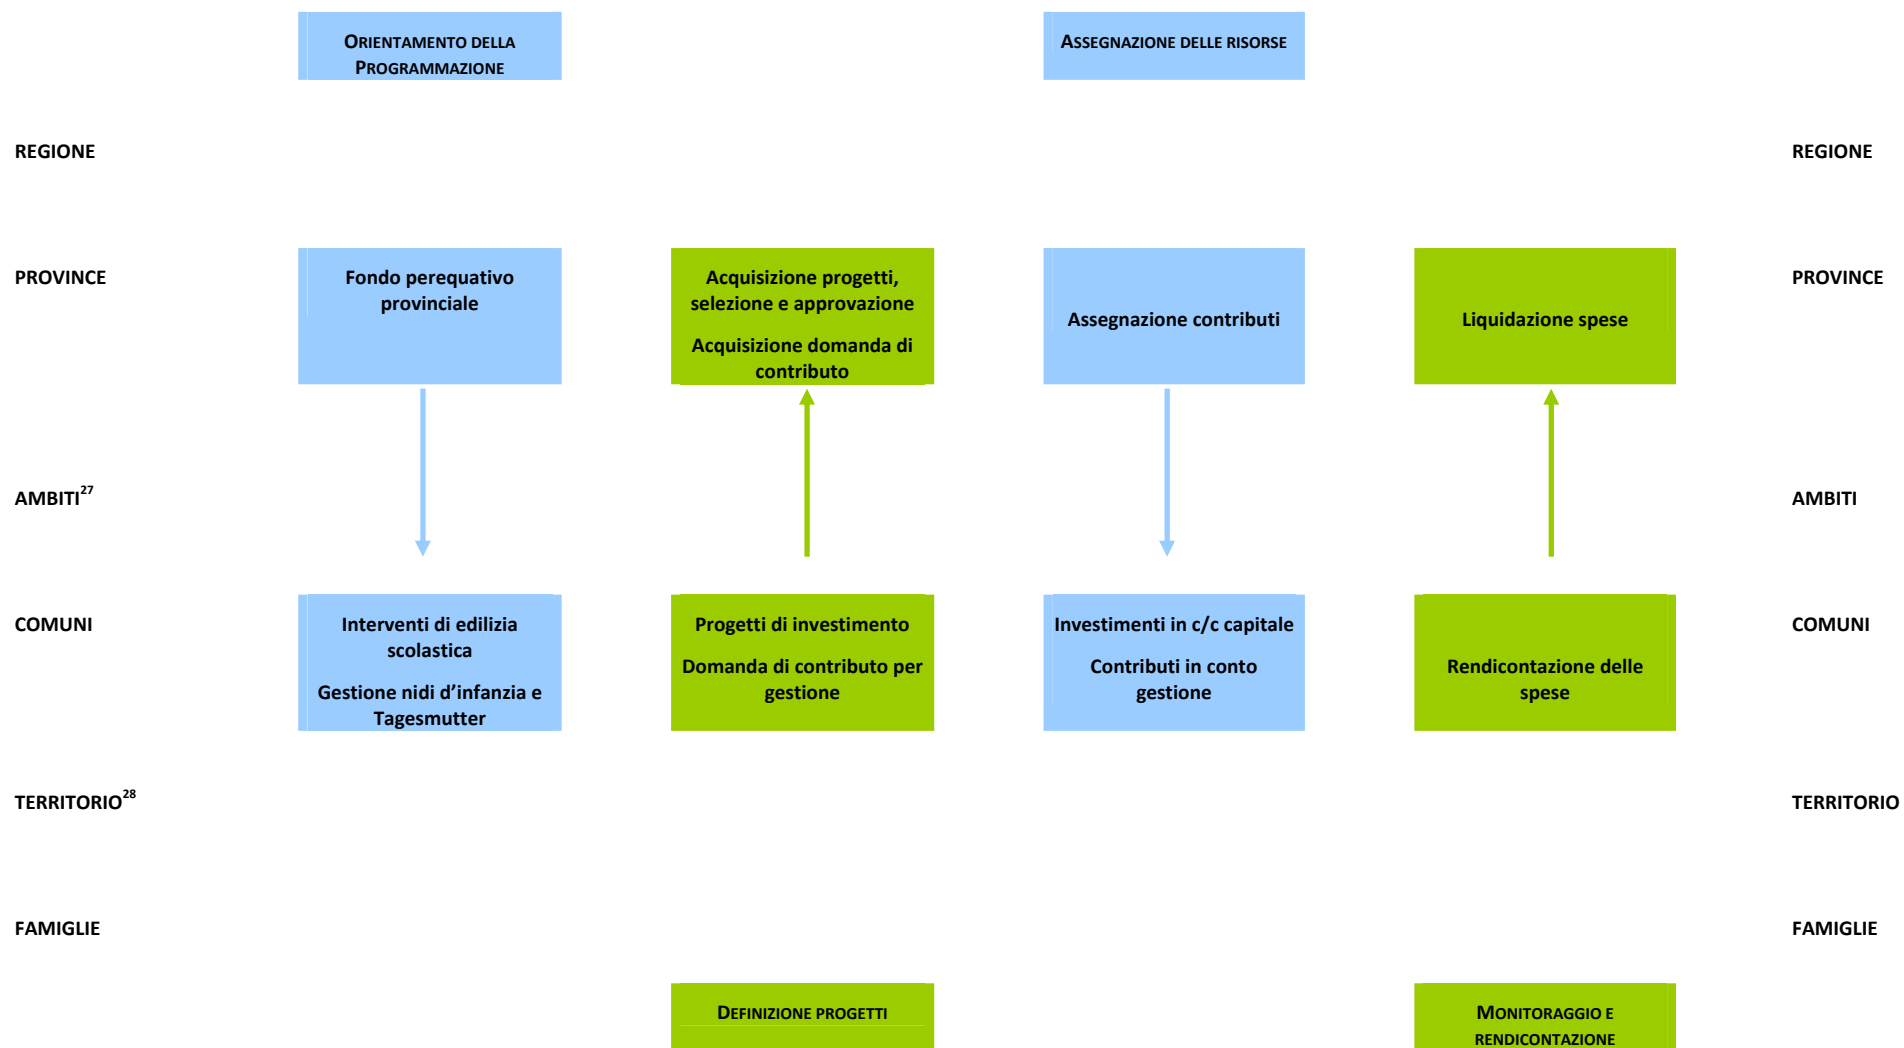 ORIENTAMENTO DELLA
PROGRAMMAZIONE
ASSEGNAZIONE DELLE RISORSE
REGIONE
REGIONE
PROVINCE
Fondo perequativo
provinciale
Acquisizione progetti,
selezione e approvazione
Acquisizione domanda di
contributo
Assegnazione contributi
Liquidazione spese
PROVINCE
AMBITI27
AMBITI
COMUNI
Interventi di edilizia
scolastica
Gestione nidi d’infanzia e
Tagesmutter
Progetti di investimento
Domanda di contributo per
gestione
Investimenti in c/c capitale
Contributi in conto
gestione
Rendicontazione delle
spese
COMUNI
TERRITORIO28
TERRITORIO
FAMIGLIE
FAMIGLIE
DEFINIZIONE PROGETTI
MONITORAGGIO E
RENDICONTAZIONE